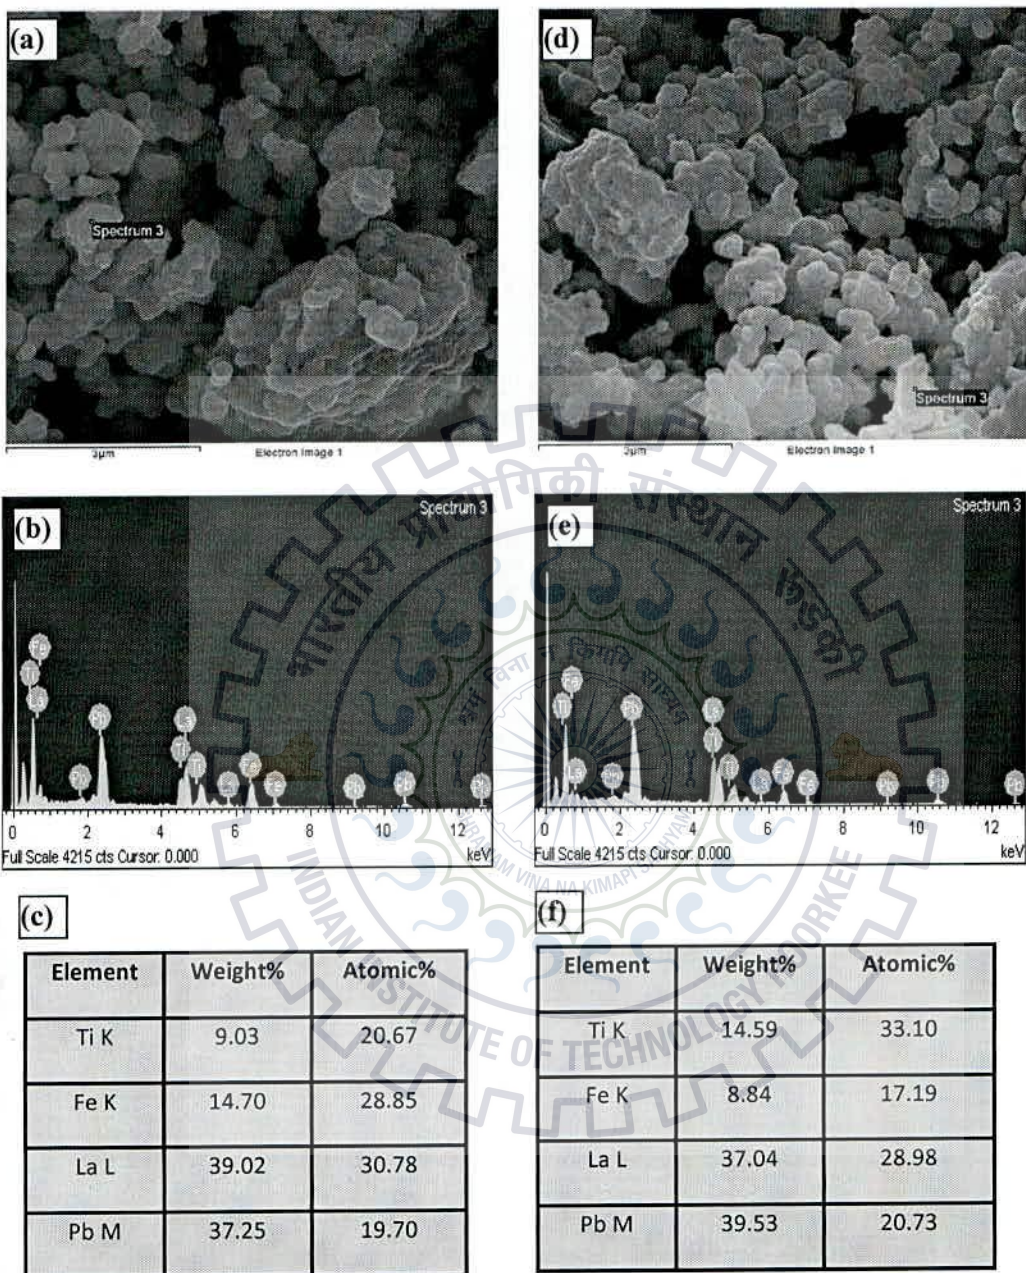 (a)
Spectrum 3
3µm
Electron Image 1
(d)
Spectrum 3
3µm
Electron Image 1
(b)
Spectrum 3
Fe
Ti
La
Pb
Pb
La
Ti
Ti
La
Fe
Fe
Pb
Pb
Pb
0 2 4 6 8 10 12
Full Scale 4215 cts Cursor: 0.000
keV
(e)
Spectrum 3
Fe
Ti
La
Pb
Pb
Ti
Ti
La
Fe
Fe
Pb
Pb
0 2 4 6 8 10 12
Full Scale 4215 cts Cursor: 0.000
keV
(c)
Element Weight% Atomic%
Ti K 9.03 20.67
Fe K 14.70 28.85
La L 39.02 30.78
Pb M 37.25 19.70
(f)
Element Weight% Atomic%
Ti K 14.59 33.10
Fe K 8.84 17.19
La L 37.04 28.98
Pb M 39.53 20.73
भारतीय प्रौद्योगिकी संस्थान रुड़की
INDIAN INSTITUTE OF TECHNOLOGY ROORKEE